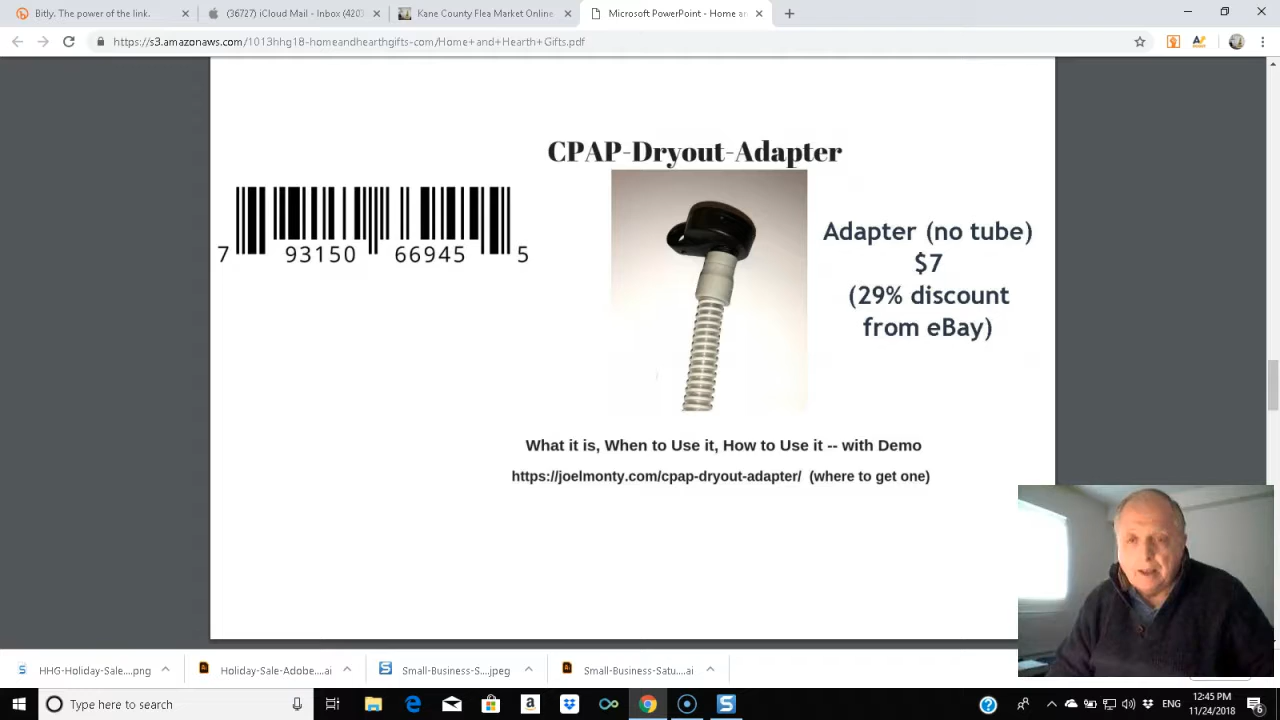 Bitly. The power of the link.
(36727) iCloud Mail - Inbox (420
Kane County Flea Market Online
Microsoft PowerPoint - Home an
https://s3.amazonaws.com/1013hhg18-homeandhearthgifts-com/Home+and+Hearth+Gifts.pdf
CPAP-Dryout-Adapter
7 93150 66945 5
Adapter (no tube)
$7
(29% discount
from eBay)
What it is, When to Use it, How to Use it -- with Demo
https://joelmonty.com/cpap-dryout-adapter/ (where to get one)
HHG-Holiday-Sale....png
Holiday-Sale-Adobe....ai
Small-Business-S....jpeg
Small-Business-Satu....ai
Type here to search
ENG
12:45 PM
11/24/2018
6